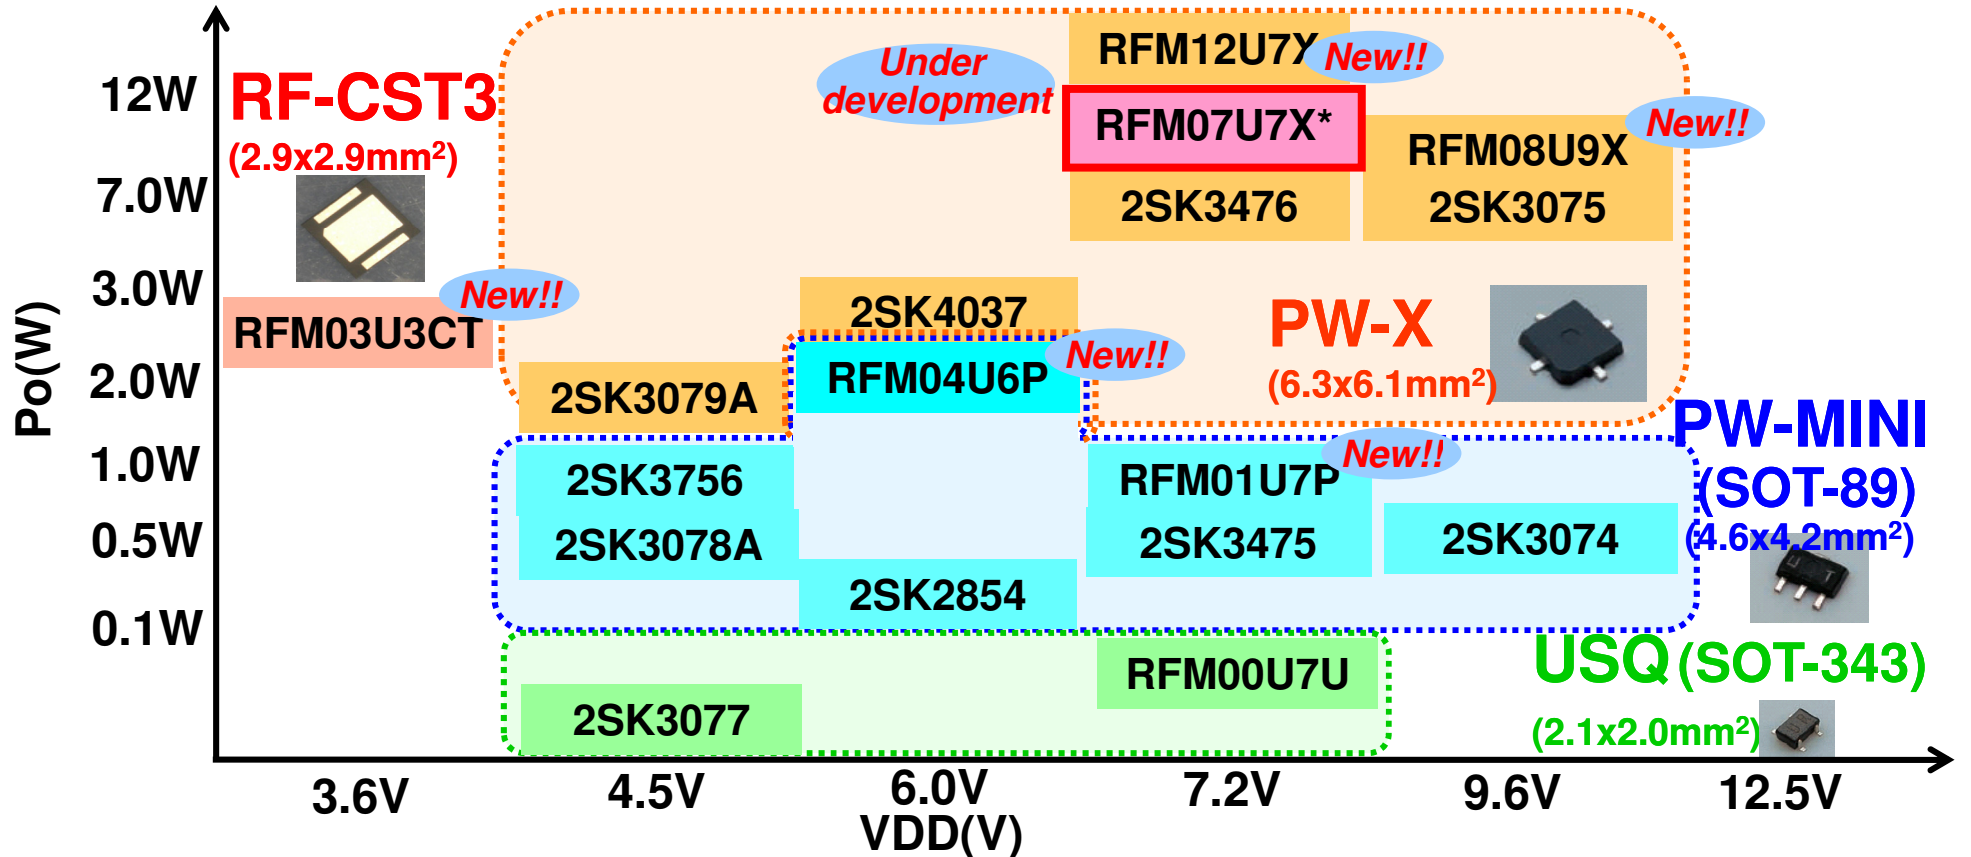 RFM12U7X
New!!
Under
development
12W
RF-CST3
RFM07U7X*
New!!
(2.9x2.9mm²)
RFM08U9X
7.0W
2SK3476
2SK3075
3.0W
New!!
2SK4037
RFM03U3CT
PW-X
Po(W)
New!!
2.0W
2SK3079A
RFM04U6P
(6.3x6.1mm²)
PW-MINI
1.0W
2SK3756
RFM01U7P
New!!
(SOT-89)
0.5W
2SK3078A
2SK3475
2SK3074
(4.6x4.2mm²)
2SK2854
0.1W
USQ (SOT-343)
RFM00U7U
2SK3077
(2.1x2.0mm²)
3.6V
4.5V
6.0V
7.2V
9.6V
12.5V
VDD(V)